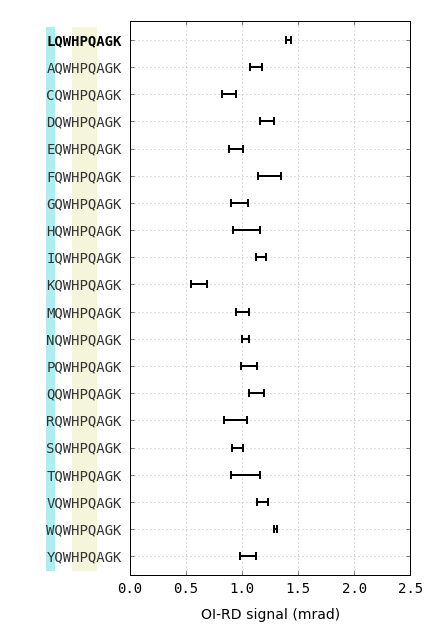 LQWHPQAGK
AQWHPQAGK
CQWHPQAGK
DQWHPQAGK
EQWHPQAGK
FQWHPQAGK
GQWHPQAGK
HQWHPQAGK
IQWHPQAGK
KQWHPQAGK
MQWHPQAGK
NQWHPQAGK
PQWHPQAGK
QQWHPQAGK
RQWHPQAGK
SQWHPQAGK
TQWHPQAGK
VQWHPQAGK
WQWHPQAGK
YQWHPQAGK
0.0 0.5 1.0 1.5 2.0 2.5
OI-RD signal (mrad)